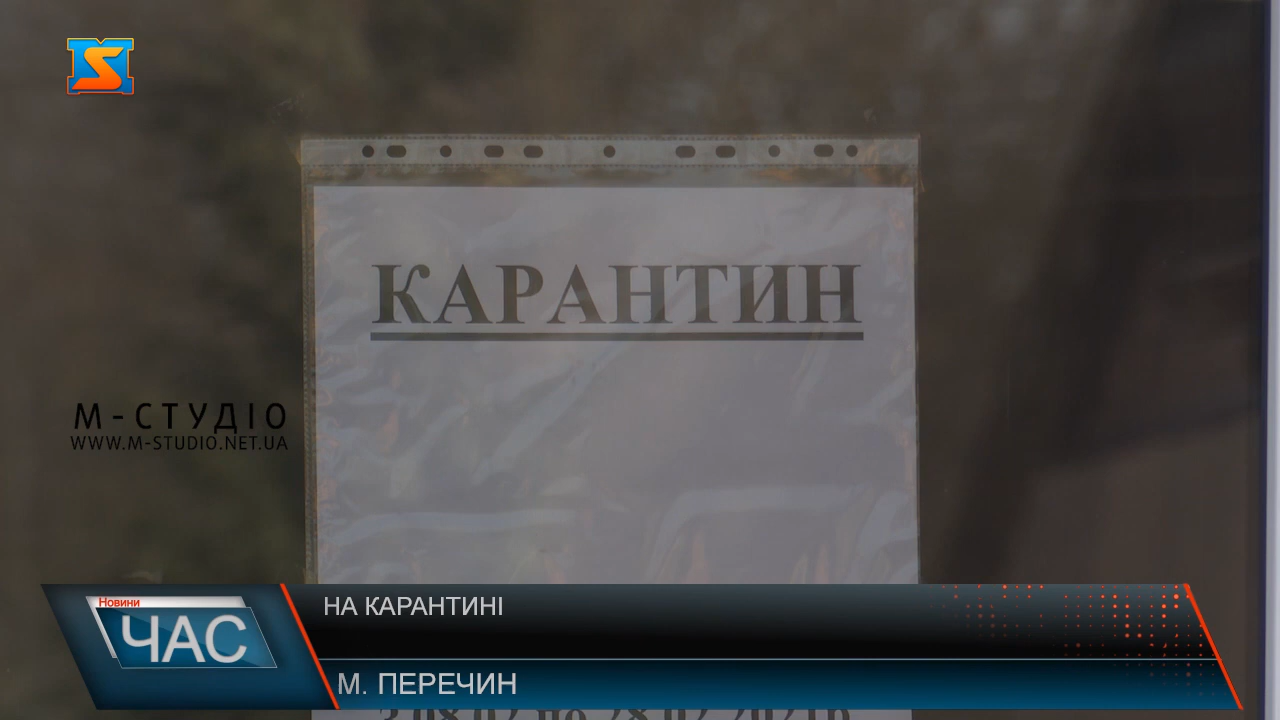 КАРАНТИН
М-СТУДІО
WWW.M-STUDIO.NET.UA
Новини
ЧАС
НА КАРАНТИНІ
М. ПЕРЕЧИН